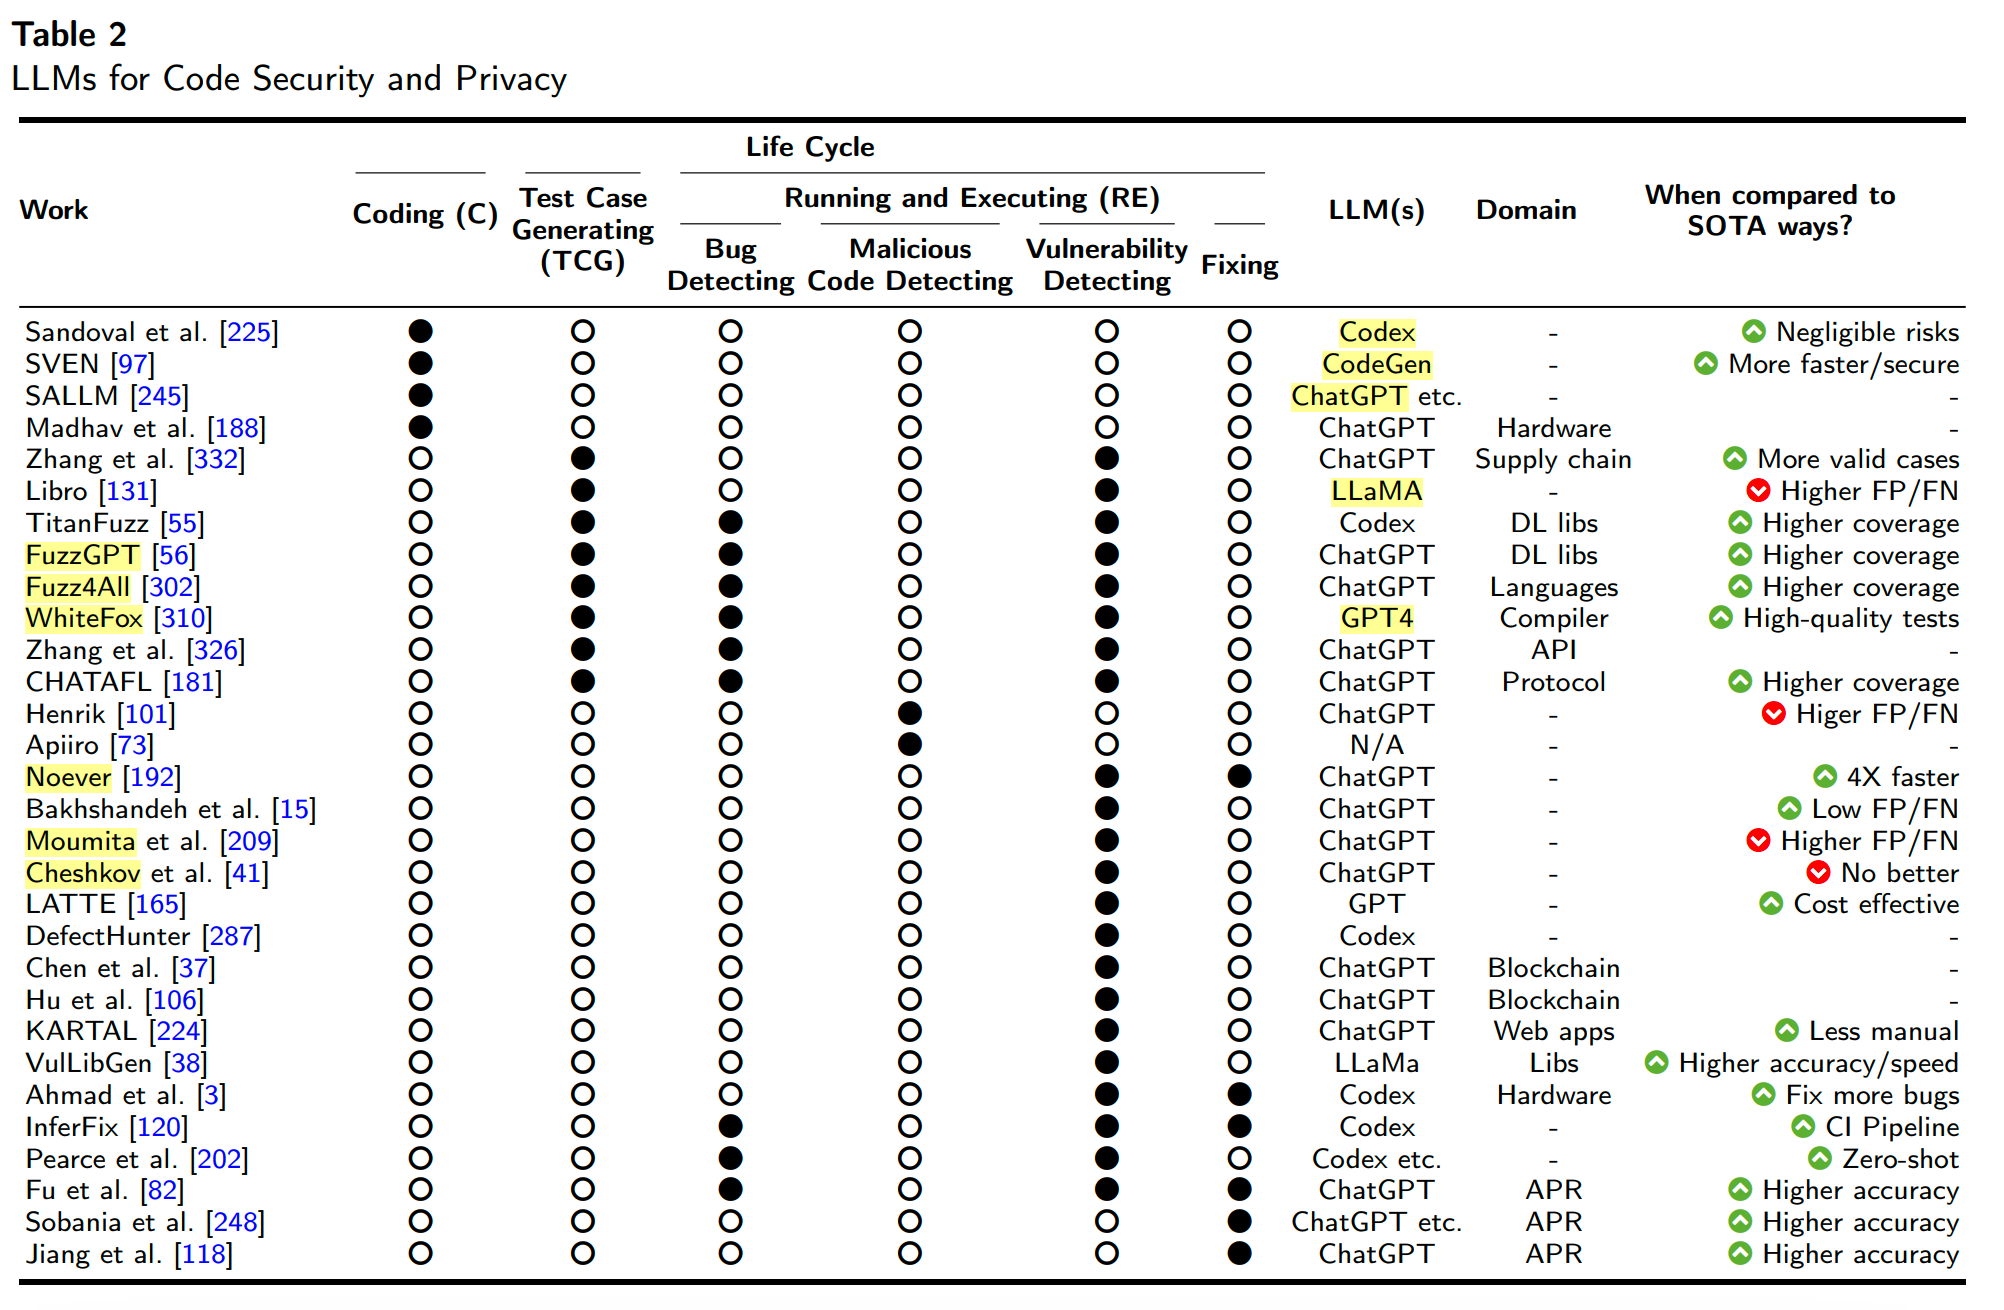 Table 2
LLMs for Code Security and Privacy
Life Cycle
Work Coding (C) Test Case Generating (TCG) Running and Executing (RE) LLM(s) Domain When compared to SOTA ways?
Bug Detecting Malicious Code Detecting Vulnerability Detecting Fixing
Sandoval et al. [225] ● ○ ○ ○ ○ ○ Codex - Negligible risks
SVEN [97] ● ○ ○ ○ ○ ○ CodeGen - More faster/secure
SALLM [245] ● ○ ○ ○ ○ ○ ChatGPT etc. - -
Madhav et al. [188] ● ○ ○ ○ ○ ○ ChatGPT Hardware -
Zhang et al. [332] ○ ● ○ ○ ● ○ ChatGPT Supply chain More valid cases
Libro [131] ○ ● ○ ○ ● ○ LLaMA - Higher FP/FN
TitanFuzz [55] ○ ● ● ○ ● ○ Codex DL libs Higher coverage
FuzzGPT [56] ○ ● ● ○ ● ○ ChatGPT DL libs Higher coverage
Fuzz4All [302] ○ ● ● ○ ● ○ ChatGPT Languages Higher coverage
WhiteFox [310] ○ ● ● ○ ● ○ GPT4 Compiler High-quality tests
Zhang et al. [326] ○ ● ● ○ ● ○ ChatGPT API -
CHATAFL [181] ○ ● ● ○ ● ○ ChatGPT Protocol Higher coverage
Henrik [101] ○ ○ ○ ● ○ ○ ChatGPT - Higer FP/FN
Apiiro [73] ○ ○ ○ ● ○ ○ N/A - -
Noever [192] ○ ○ ○ ○ ● ● ChatGPT - 4X faster
Bakhshandeh et al. [15] ○ ○ ○ ○ ● ○ ChatGPT - Low FP/FN
Moumita et al. [209] ○ ○ ○ ○ ● ○ ChatGPT - Higher FP/FN
Cheshkov et al. [41] ○ ○ ○ ○ ● ○ ChatGPT - No better
LATTE [165] ○ ○ ○ ○ ● ○ GPT - Cost effective
DefectHunter [287] ○ ○ ○ ○ ● ○ Codex - -
Chen et al. [37] ○ ○ ○ ○ ● ○ ChatGPT Blockchain -
Hu et al. [106] ○ ○ ○ ○ ● ○ ChatGPT Blockchain -
KARTAL [224] ○ ○ ○ ○ ● ○ ChatGPT Web apps Less manual
VulLibGen [38] ○ ○ ○ ○ ● ○ LLaMa Libs Higher accuracy/speed
Ahmad et al. [3] ○ ○ ○ ○ ● ● Codex Hardware Fix more bugs
InferFix [120] ○ ○ ● ○ ● ● Codex - CI Pipeline
Pearce et al. [202] ○ ○ ● ○ ● ○ Codex etc. - Zero-shot
Fu et al. [82] ○ ○ ● ○ ● ● ChatGPT APR Higher accuracy
Sobania et al. [248] ○ ○ ○ ○ ○ ● ChatGPT etc. APR Higher accuracy
Jiang et al. [118] ○ ○ ○ ○ ○ ● ChatGPT APR Higher accuracy